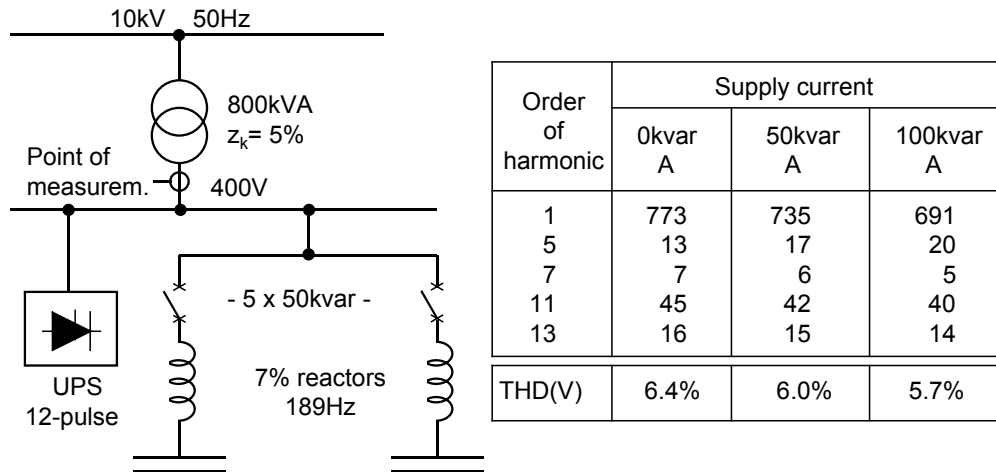 10kV 50Hz
800kVA
zk= 5%
Point of
measurem.
400V
- 5 x 50kvar -
7% reactors
189Hz
UPS
12-pulse
Order
of
harmonic
Supply current
0kvar
A
50kvar
A
100kvar
A
1 773 735 691
5 13 17 20
7 7 6 5
11 45 42 40
13 16 15 14
THD(V) 6.4% 6.0% 5.7%